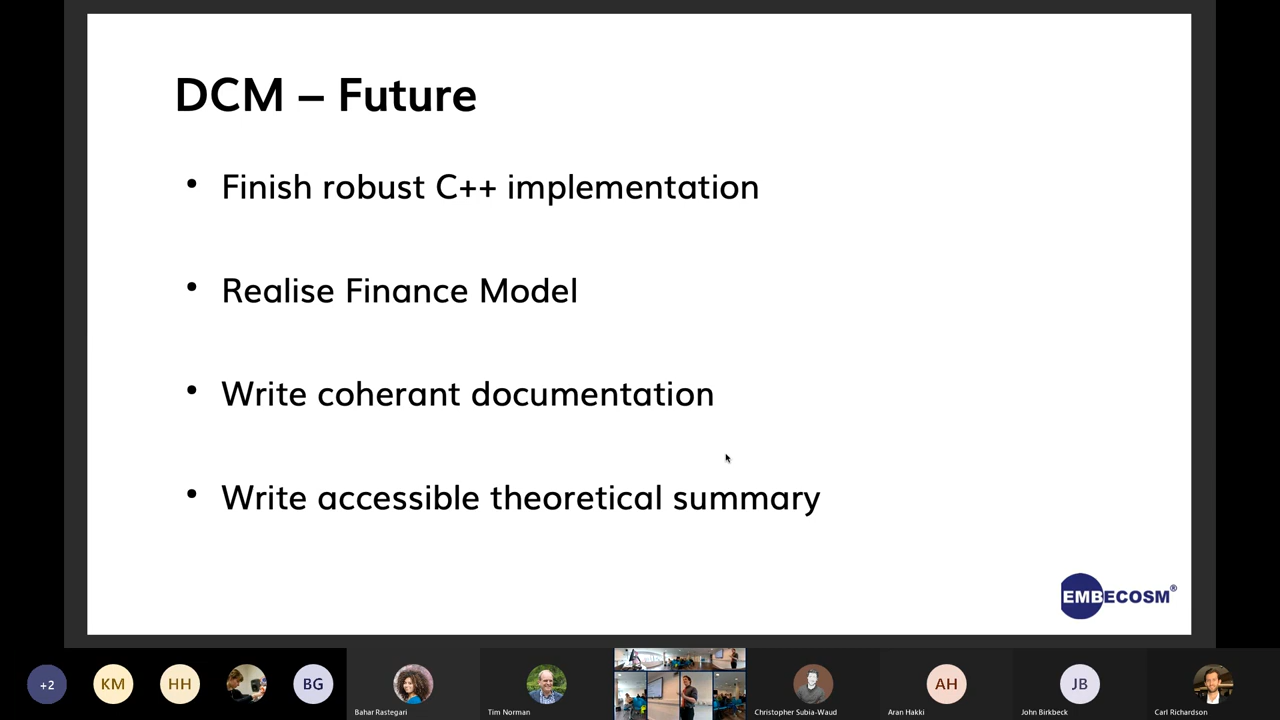 DCM – Future
• Finish robust C++ implementation
• Realise Finance Model
• Write coherant documentation
• Write accessible theoretical summary
EMBECOSM®
+2
KM
HH
BG
Bahar Rastegari
Tim Norman
Christopher Subia-Waud
AH
Aran Hakki
JB
John Birkbeck
Carl Richardson